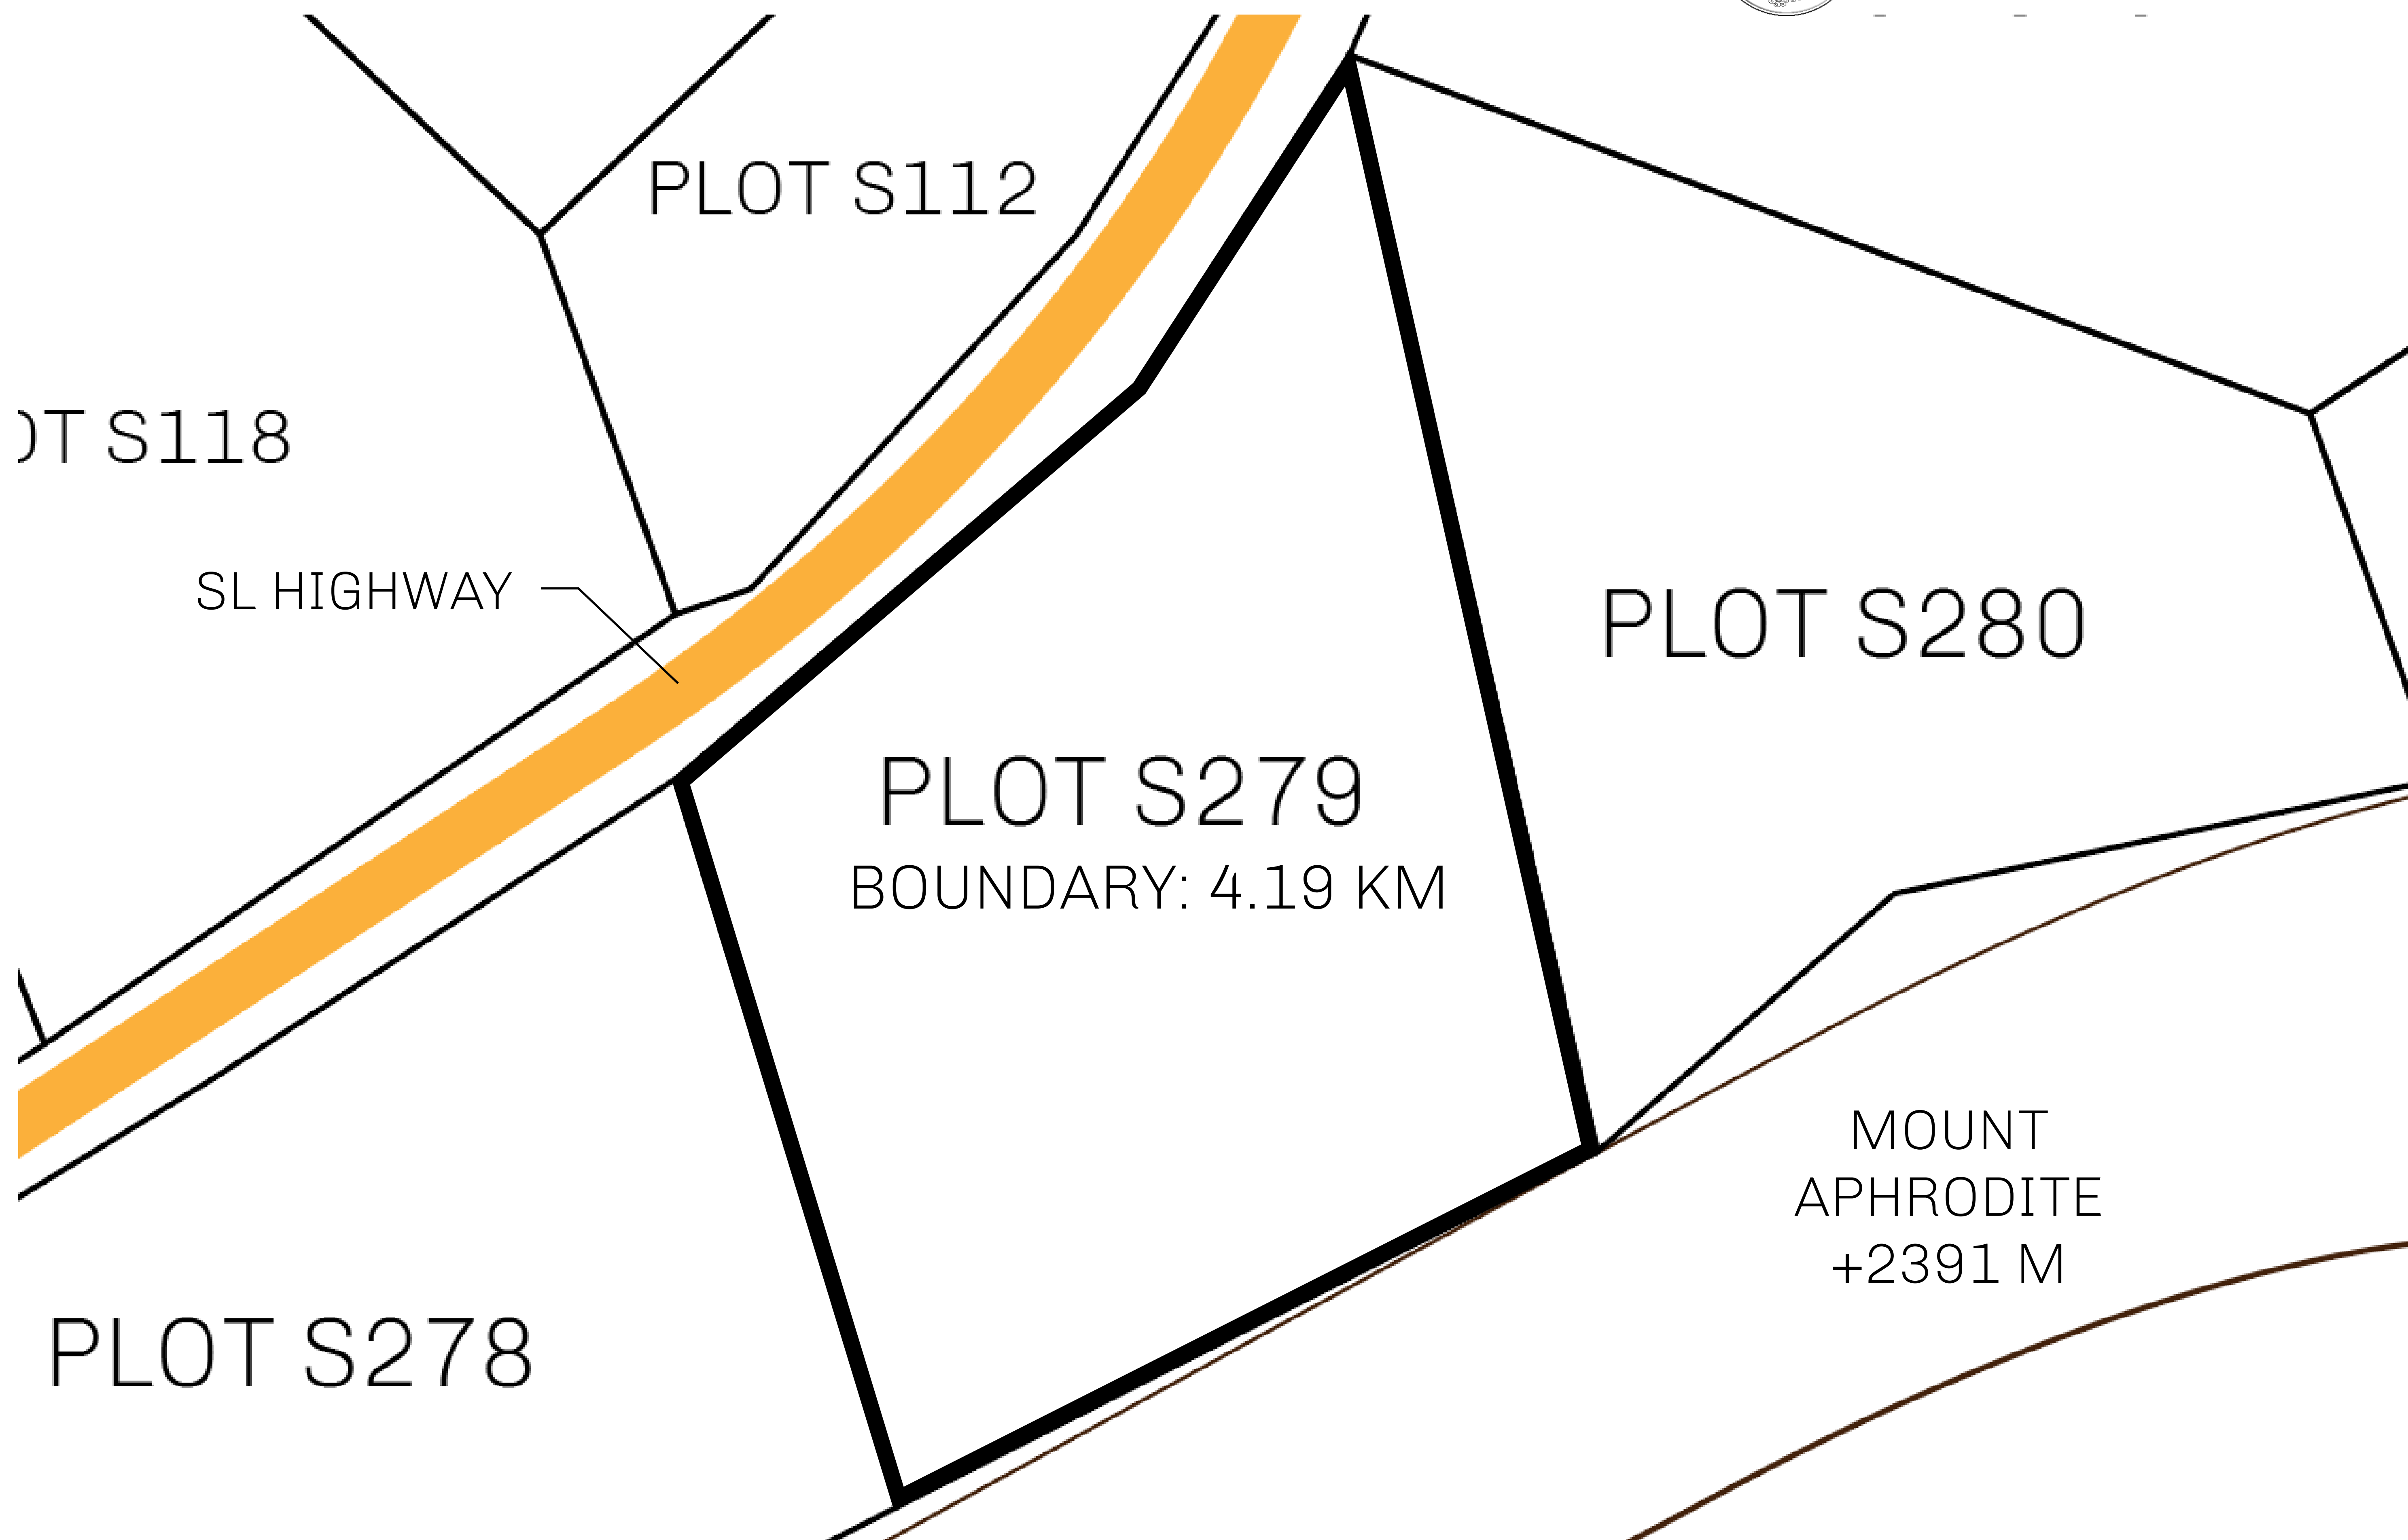 PLOT S112
S118
SL HIGHWAY
PLOT S280
PLOT S279
BOUNDARY: 4.19 KM
MOUNT
APHRODITE
+2391 M
PLOT S278